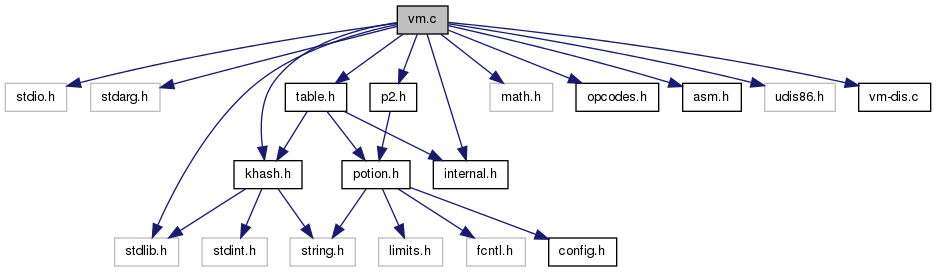 vm.c
stdio.h
stdarg.h
table.h
p2.h
math.h
opcodes.h
asm.h
udis86.h
vm-dis.c
khash.h
potion.h
internal.h
stdlib.h
stdint.h
string.h
limits.h
fcntl.h
config.h